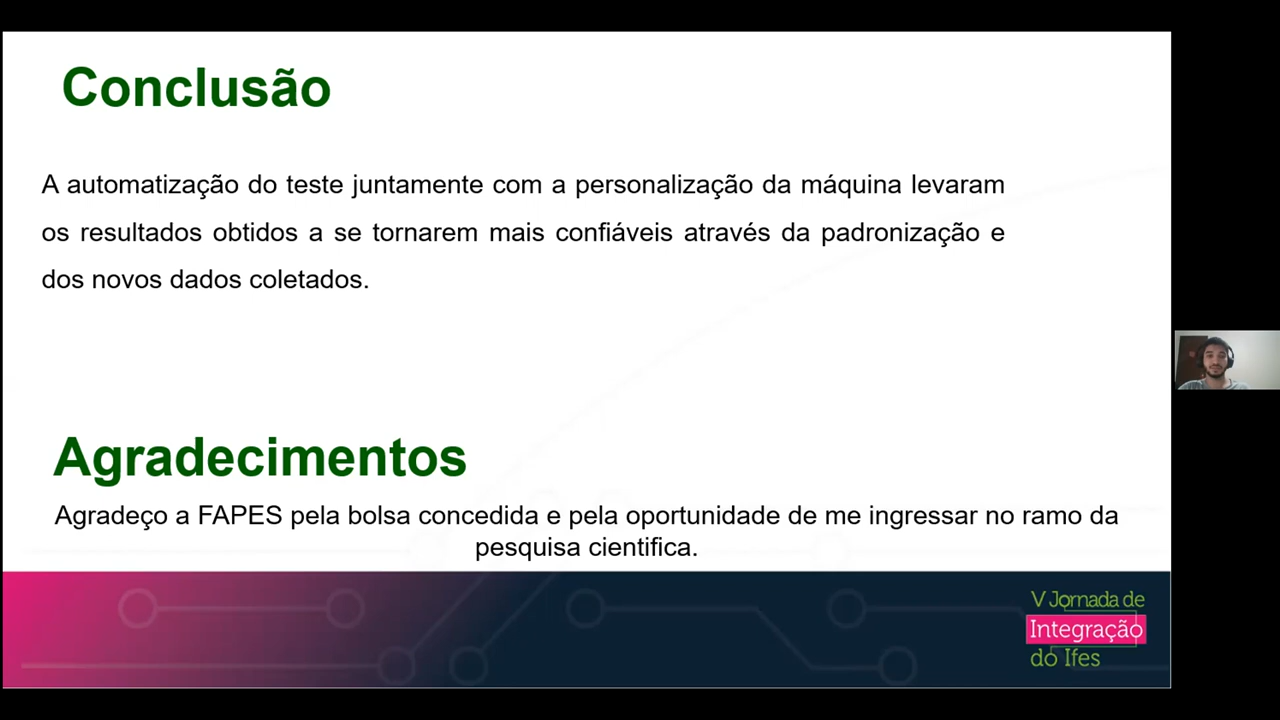 Conclusão
A automatização do teste juntamente com a personalização da máquina levaram
os resultados obtidos a se tornarem mais confiáveis através da padronização e
dos novos dados coletados.
Agradecimentos
Agradeço a FAPES pela bolsa concedida e pela oportunidade de me ingressar no ramo da
pesquisa cientifica.
V Jornada de
Integração
do Ifes